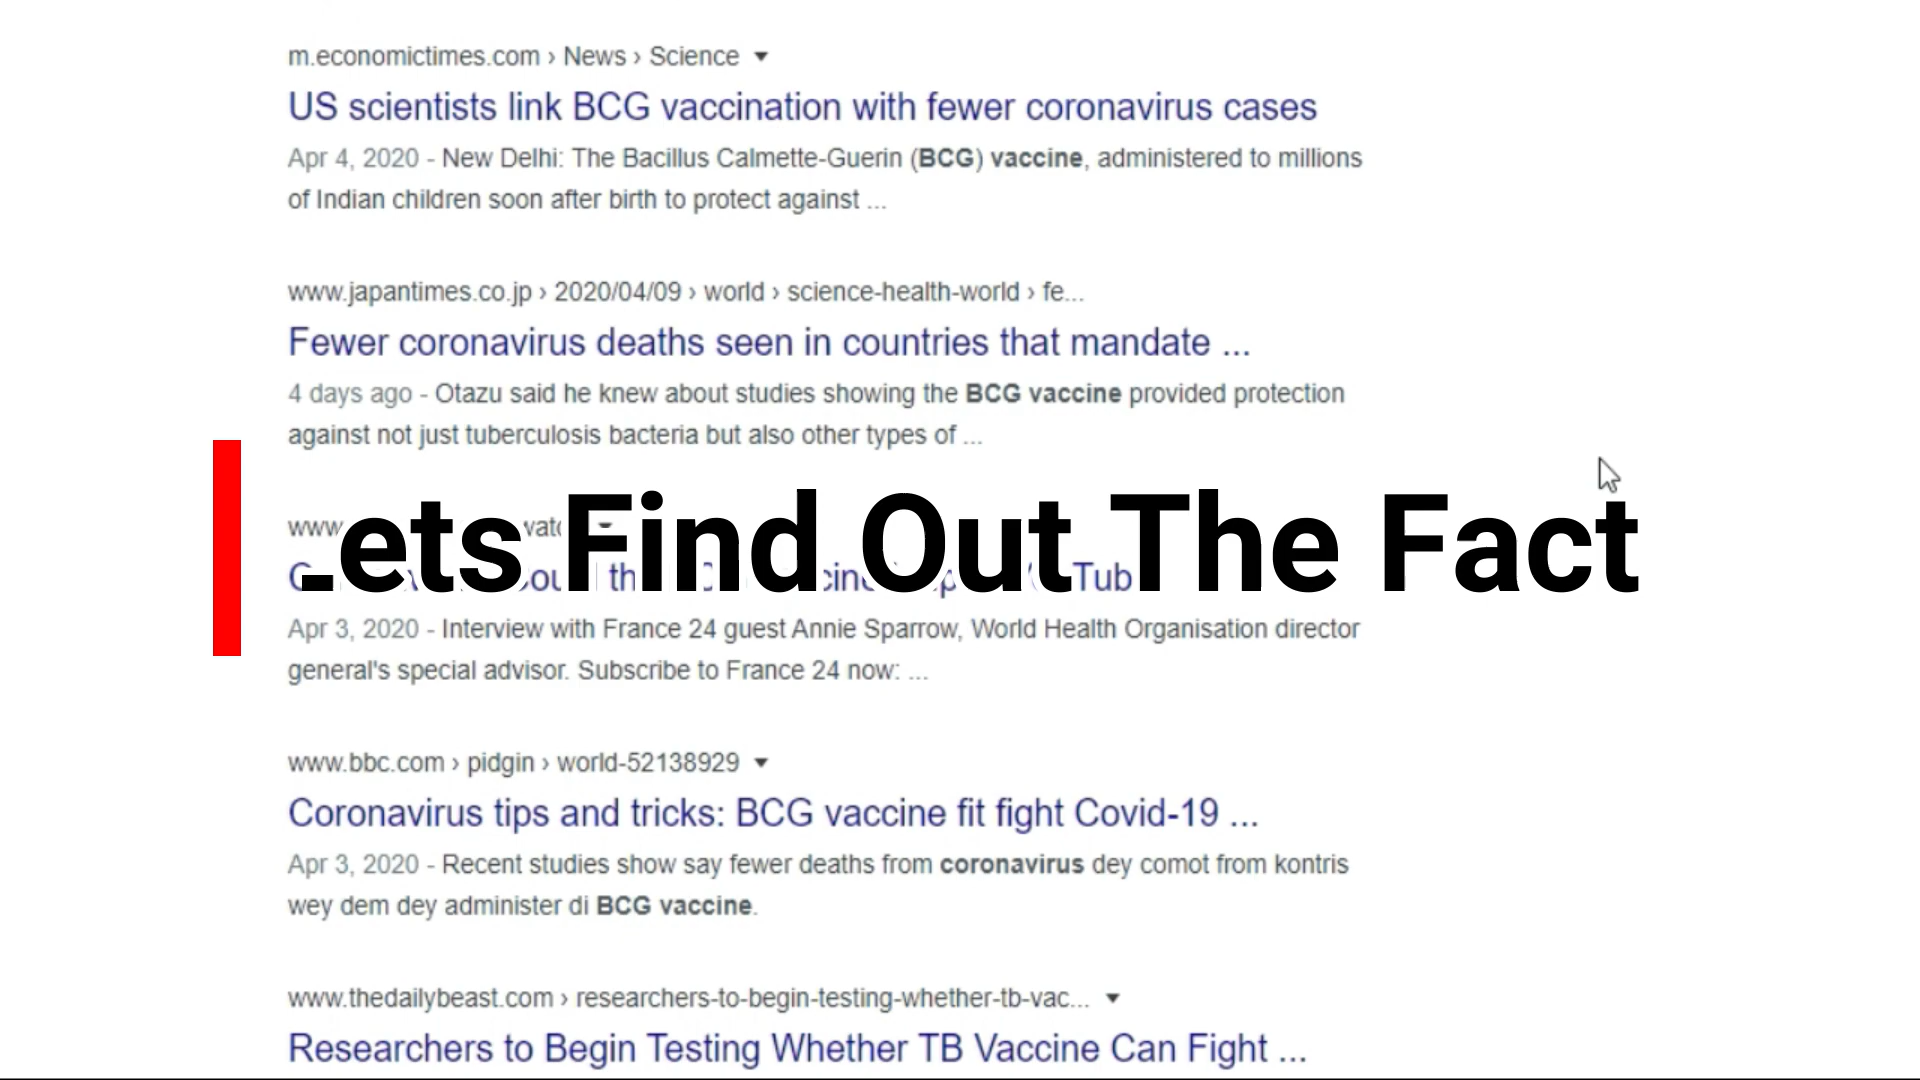 m.economictimes.com › News › Science
US scientists link BCG vaccination with fewer coronavirus cases
Apr 4, 2020 - New Delhi: The Bacillus Calmette-Guerin (BCG) vaccine, administered to millions
of Indian children soon after birth to protect against ...
www.japantimes.co.jp › 2020/04/09 › world › science-health-world › fe...
Fewer coronavirus deaths seen in countries that mandate ...
4 days ago - Otazu said he knew about studies showing the BCG vaccine provided protection
against not just tuberculosis bacteria but also other types of ...
Lets Find Out The Fact
Apr 3, 2020 - Interview with France 24 guest Annie Sparrow, World Health Organisation director
general's special advisor. Subscribe to France 24 now: ...
www.bbc.com › pidgin › world-52138929
Coronavirus tips and tricks: BCG vaccine fit fight Covid-19 ...
Apr 3, 2020 - Recent studies show say fewer deaths from coronavirus dey comot from kontris
wey dem dey administer di BCG vaccine.
www.thedailybeast.com › researchers-to-begin-testing-whether-tb-vac...
Researchers to Begin Testing Whether TB Vaccine Can Fight ...